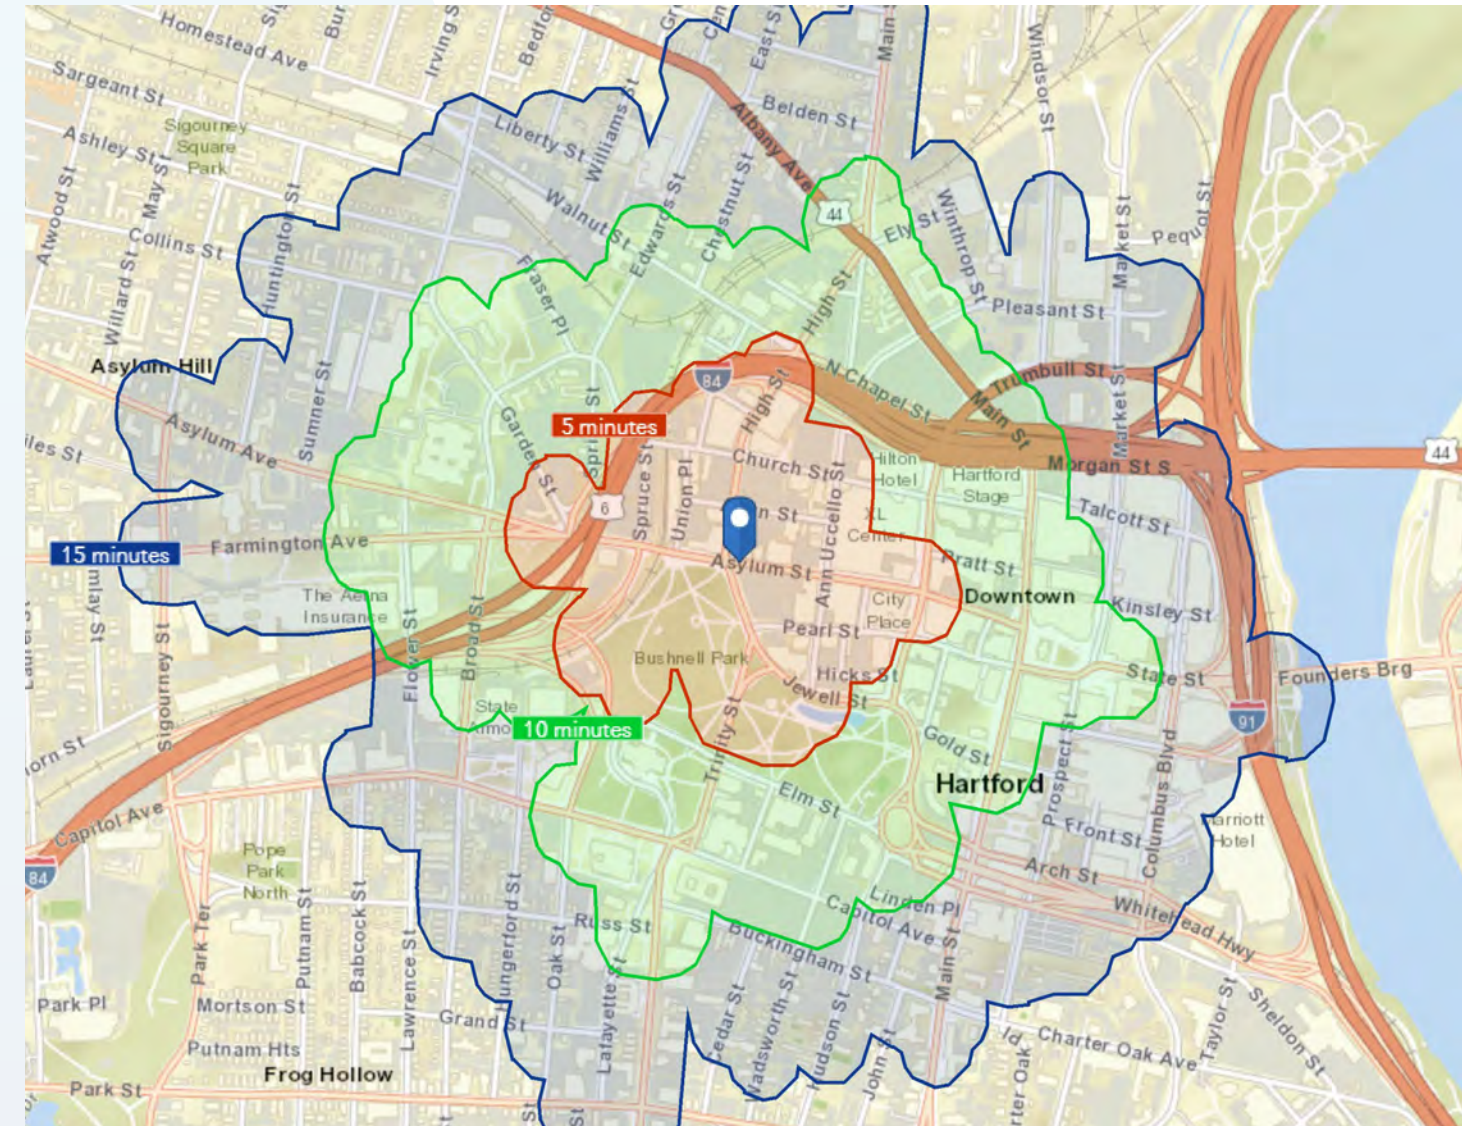 Homestead Ave
Irving S
Bedfor
East S
Main S
Windsor St
Sargeant St
Belden St
Sigourney
Square
Park
Liberty St
Williams S
Albany Ave
Ashley St
Atwood St
May St
Walnut St
Edwards St
Chestnut St
44
Ely St
Winthrop St
Market St
Pequot St
Collins St
Huntington St
Willard St
Fraser Pl
High St
Pleasant St
Asylum Hill
Sumner St
84
N Chapel St
Trumbull St
Market St
Asylum Ave
Garden St
5 minutes
High St
Main St
44
iles St
Spruce St
Union Pl
Church St
Ann Uccello St
Hilton
Hotel
Hartford
Stage
Morgan St S
6
XL
Center
Talcott St
15 minutes
Farmington Ave
Asylum St
Pratt St
The Aetna
Insurance
City
Place
Downtown
Kinsley St
Sigourney St
Flower St
Broad St
Pearl St
Bushnell Park
Hicks St
Jewell St
State St
Founders Brg
State
10 minutes
Trinity St
Gold St
Prospect St
91
Hartford
Elm St
Columbus Blvd
Capitol Ave
Front St
Marriott
Hotel
84
Pope
Park
North
Arch St
Linden Pl
Capitol Ave
Whitehead Hwy
Park Ter
Putnam St
Babcock St
Lawrence St
Hungerford St
Oak St
Russ St
Lafayette St
Buckingham St
Main St
Park Pl
Mortson St
Grand St
Cedar St
Wadsworth St
Hudson St
John St
Charter Oak Ave
Taylor St
Sheldon St
Putnam Hts
Frog Hollow
Park St
rter Oak